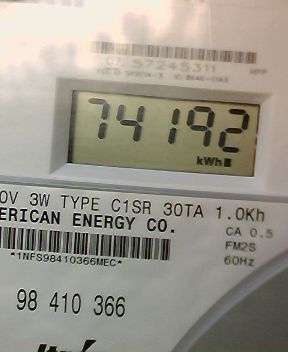 57245311
74192
kWh
0V 3W TYPE C1SR 30TA 1.0Kh
ERICAN ENERGY CO.
CA 0.5
FM2S
*1NFS98410366MEC*
60Hz
98 410 366